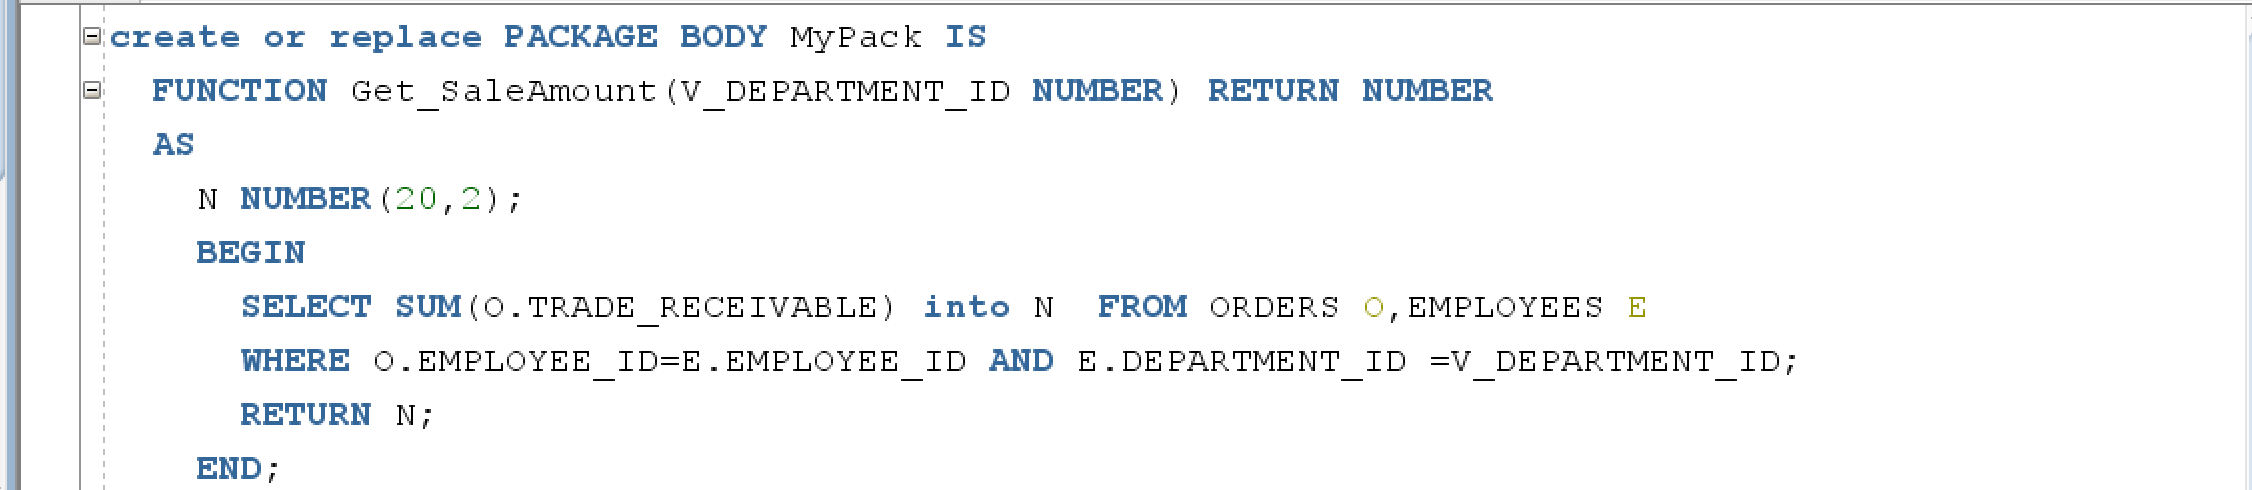 create or replace PACKAGE BODY MyPack IS
FUNCTION Get_SaleAmount(V_DEPARTMENT_ID NUMBER) RETURN NUMBER
AS
N NUMBER(20,2);
BEGIN
SELECT SUM(O.TRADE_RECEIVABLE) into N  FROM ORDERS O,EMPLOYEES E
WHERE O.EMPLOYEE_ID=E.EMPLOYEE_ID AND E.DEPARTMENT_ID =V_DEPARTMENT_ID;
RETURN N;
END;